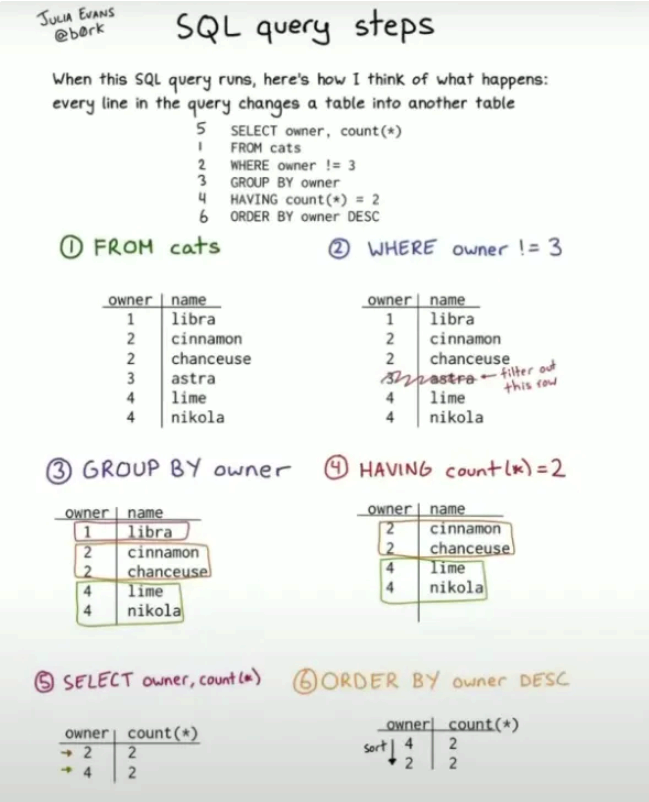 JULIA EVANS
@børk
SQL query steps
When this SQL query runs, here's how I think of what happens:
every line in the query changes a table into another table
5 SELECT owner, count(*)
1 FROM cats
2 WHERE owner != 3
3 GROUP BY owner
4 HAVING count(*) = 2
6 ORDER BY owner DESC
① FROM cats
owner name
1 libra
2 cinnamon
2 chanceuse
3 astra
4 lime
4 nikola
② WHERE owner != 3
owner name
1 libra
2 cinnamon
2 chanceuse
3 astra ← filter out
this row
4 lime
4 nikola
③ GROUP BY owner
owner name
1 libra
2 cinnamon
2 chanceuse
4 lime
4 nikola
④ HAVING count(*)=2
owner name
2 cinnamon
2 chanceuse
4 lime
4 nikola
⑤ SELECT owner, count(*)
owner count(*)
→ 2 2
→ 4 2
⑥ ORDER BY owner DESC
owner count(*)
sort ↓ 4 2
2 2